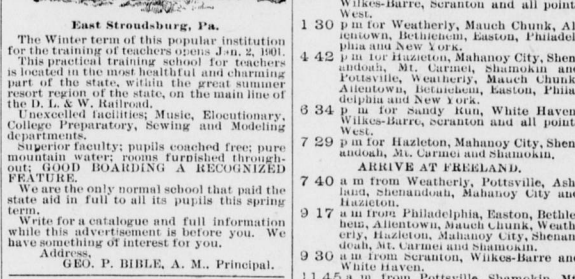 East Stroudsburg, Pa.
The Winter term of this popular institution
for the training of teachers opens Jan. 2, 1901.
This practical training school for teachers
is located in the most healthful and charming
part of the state, within the great summer
resort region of the state, on the main line of
the D. L. & W. Railroad.
Unexcelled facilities; Music, Elocutionary,
College Preparatory, Sewing and Modeling
departments.
Superior faculty; pupils coached free; pure
mountain water; rooms furnished through-
out; GOOD BOARDING A RECOGNIZED
FEATURE.
We are the only normal school that paid the
state aid in full to all its pupils this spring
term.
Write for a catalogue and full information
while this advertisement is before you. We
have something of interest for you.
Address,
GEO. P. BIBLE, A. M., Principal.
Wilkes-Barre, Scranton and all point
West.
1 30 p m for Weatherly, Mauch Chunk, Al
lentown, Bethlehem, Easton, Philadel
phia and New York.
4 42 p m for Hazleton, Mahanoy City, Shen
andoah, Mt. Carmel, Shamokin
Pottsville, Weatherly, Mauch Chunk
Allentown, Bethlehem, Easton, Phila
delphia and New York.
6 34 p m for Sandy Run, White Haven
Wilkes-Barre, Scranton and all point
West.
7 29 p m for Hazleton, Mahanoy City, Shen
andoah, Mt. Carmel and Shamokin.
ARRIVE AT FREELAND.
7 40 a m from Weatherly, Pottsville, Ash
land, Shenandoah, Mahanoy City and
Hazleton.
9 17 a m from Philadelphia, Easton, Bethle
hem, Allentown, Mauch Chunk, Weath
erly, Hazleton, Mahanoy City, Shenan
doah, Mt. Carmel and Shamokin.
9 30 a m from Scranton, Wilkes-Barre and
White Haven.
11 45 a m from Pottsville, Shamokin, Mt